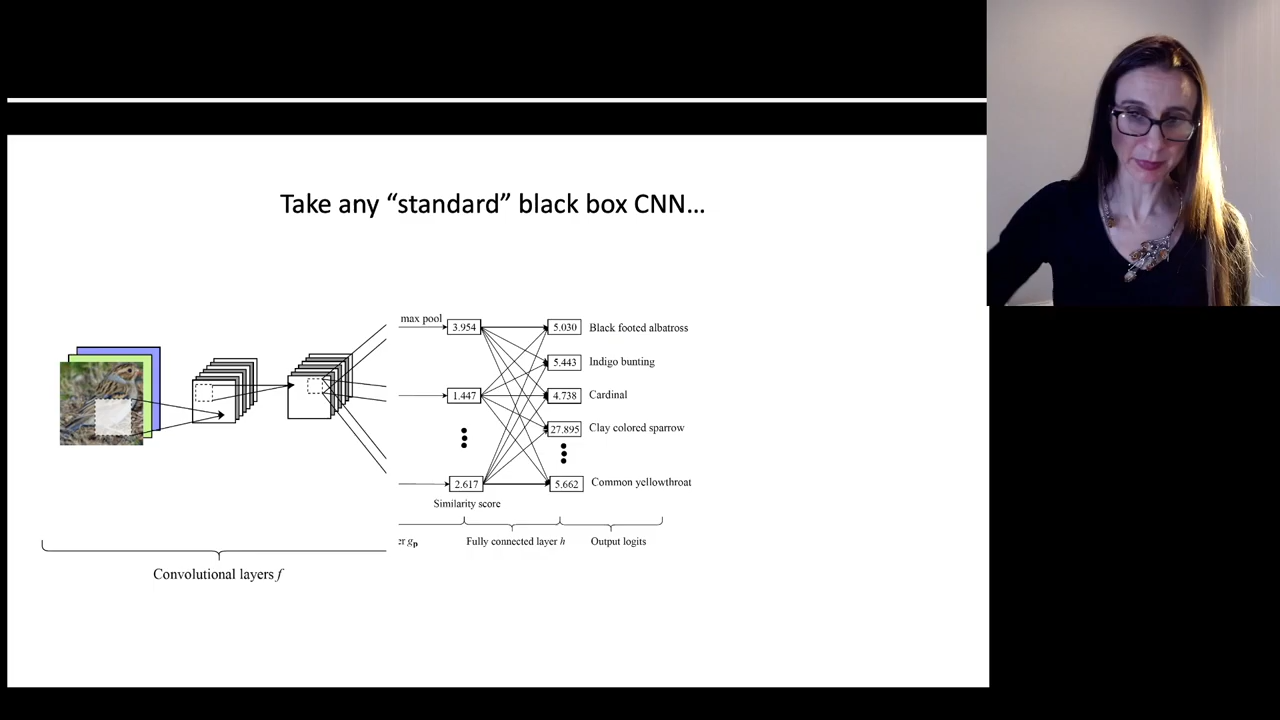 Take any “standard” black box CNN...
max pool
3.954
1.447
2.617
Similarity score
5.030
Black footed albatross
5.443
Indigo bunting
4.738
Cardinal
27.895
Clay colored sparrow
5.662
Common yellowthroat
er gp
Fully connected layer h
Output logits
Convolutional layers f